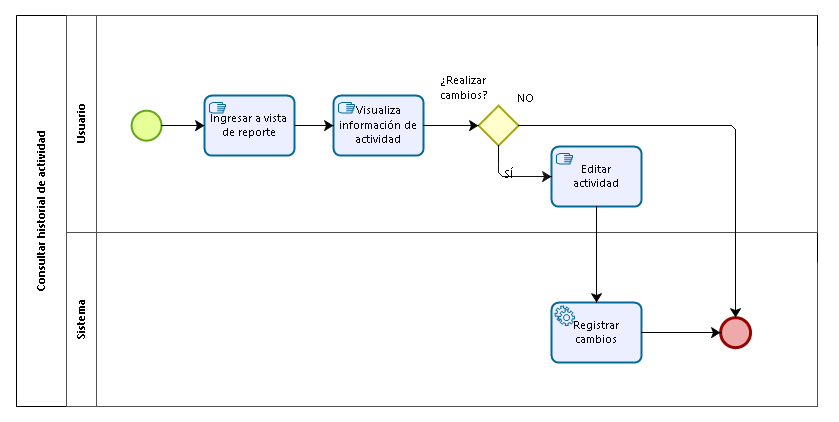 Consultar historial de actividad
Usuario
Ingresar a vista
de reporte
Visualiza
información de
actividad
¿Realizar
cambios?
NO
SÍ
Editar
actividad
Sistema
Registrar
cambios